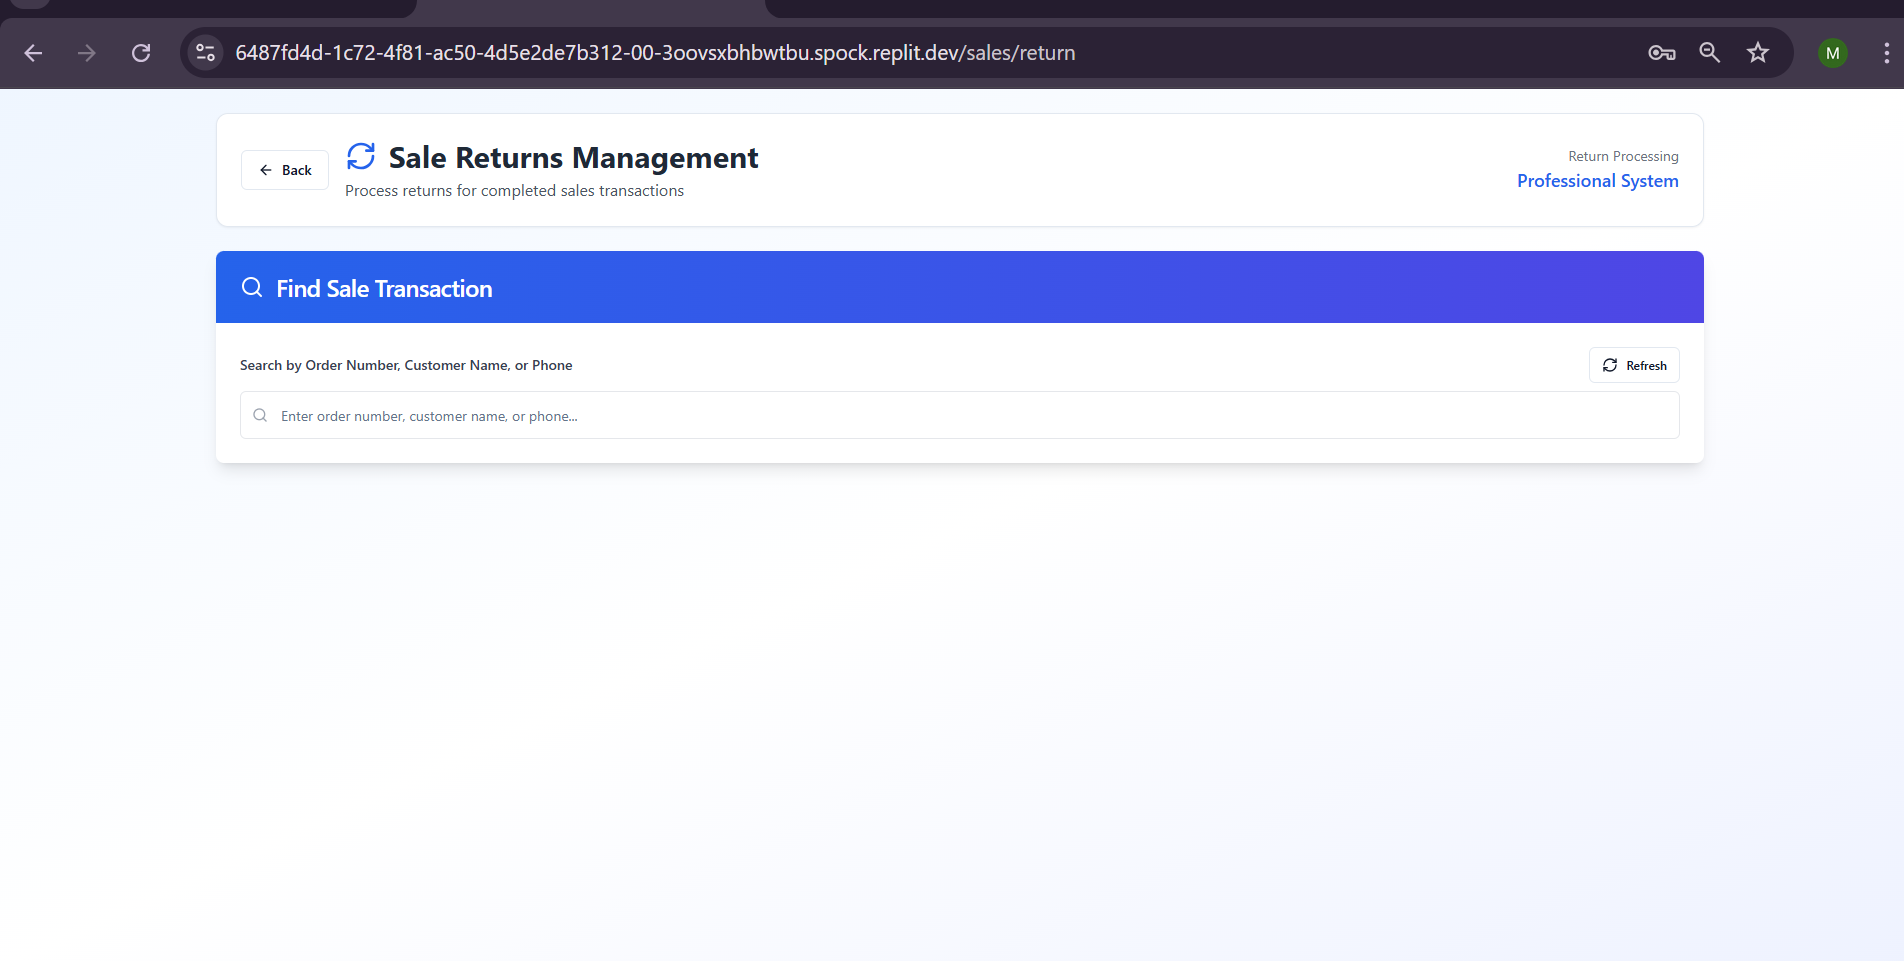 6487fd4d-1c72-4f81-ac50-4d5e2de7b312-00-3oovsxbhbwtbu.spock.replit.dev/sales/return
M
Back
Sale Returns Management
Process returns for completed sales transactions
Return Processing
Professional System
Find Sale Transaction
Search by Order Number, Customer Name, or Phone
Refresh
Enter order number, customer name, or phone...